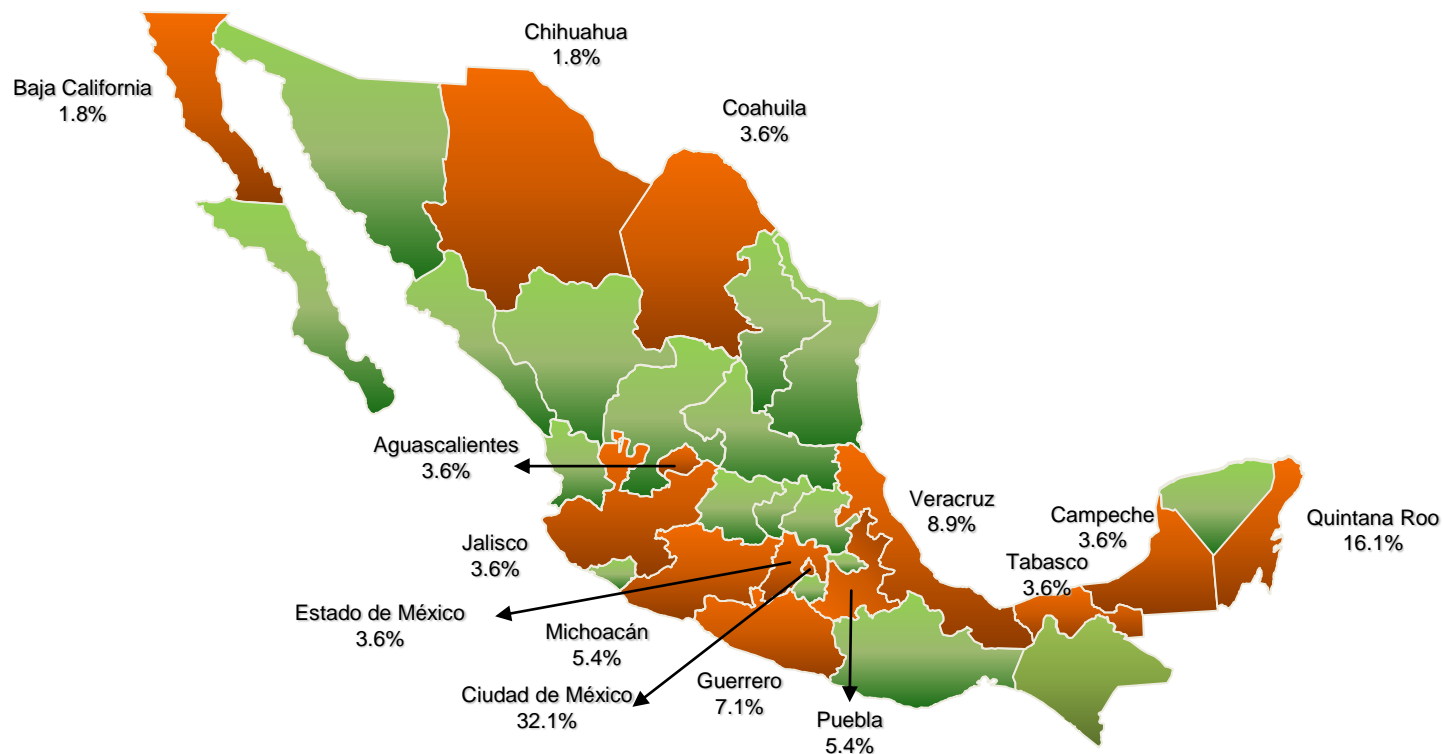 Chihuahua
1.8%
Baja California
1.8%
Coahuila
3.6%
Aguascalientes
3.6%
Veracruz
8.9%
Campeche
3.6%
Quintana Roo
16.1%
Jalisco
3.6%
Tabasco
3.6%
Estado de México
3.6%
Michoacán
5.4%
Guerrero
7.1%
Ciudad de México
32.1%
Puebla
5.4%